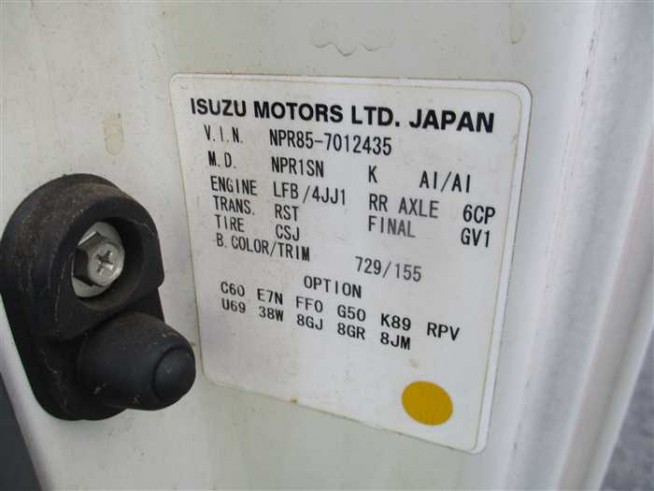 ISUZU MOTORS LTD. JAPAN
V.I.N. NPR85-7012435
M.D. NPR1SN K AI/AI
ENGINE LFB/4JJ1 RR AXLE 6CP
TRANS. RST FINAL GV1
TIRE CSJ
B.COLOR/TRIM 729/155
OPTION
C60 E7N FF0 G50 K89 RPV
U69 38W 8GJ 8GR 8JM